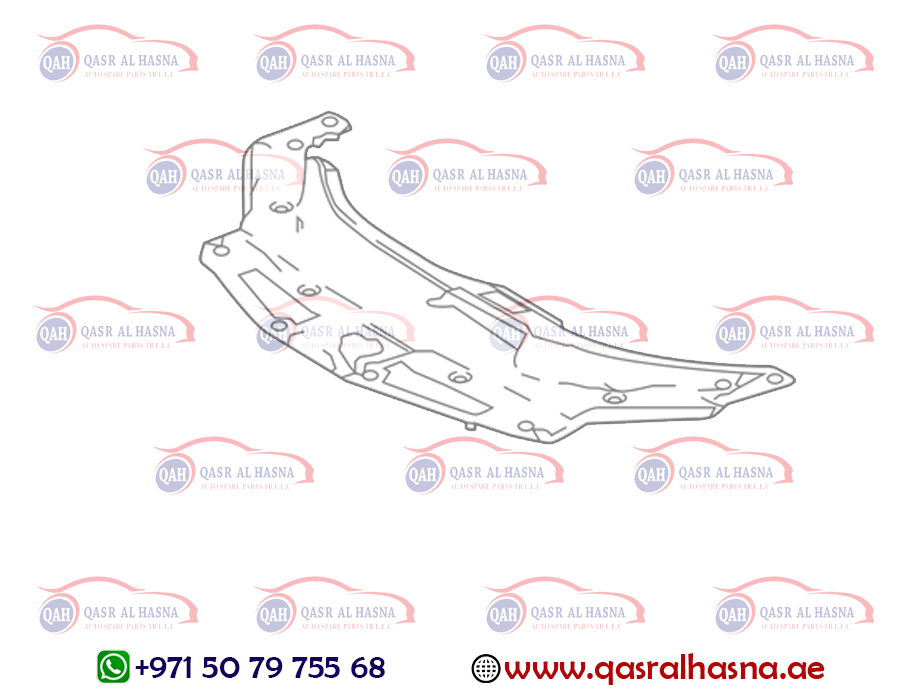 QAH QASR AL HASNA QAH QASR AL HASNA QAH QASR AL HASNA QAH QASR AL HASNA
AUTO SPARE PARTS TR L.L.C AUTO SPARE PARTS TR L.L.C AUTO SPARE PARTS TR L.L.C AUTO SPARE PARTS TR L.L.C
QAH QASR AL HASNA QAH QASR AL HASNA QAH QASR AL HASNA
AUTO SPARE PARTS TR L.L.C AUTO SPARE PARTS TR L.L.C AUTO SPARE PARTS TR L.L.C
QAH QASR AL HASNA QAH QASR AL HASNA QAH QASR AL HASNA QAH QASR AL HASNA
AUTO SPARE PARTS TR L.L.C AUTO SPARE PARTS TR L.L.C AUTO SPARE PARTS TR L.L.C AUTO SPARE PARTS TR L.L.C
QAH QASR AL HASNA QAH QASR AL HASNA QAH QASR AL HASNA
AUTO SPARE PARTS TR L.L.C AUTO SPARE PARTS TR L.L.C AUTO SPARE PARTS TR L.L.C
QAH QASR AL HASNA QAH QASR AL HASNA QAH QASR AL HASNA QAH QASR AL HASNA
AUTO SPARE PARTS TR L.L.C AUTO SPARE PARTS TR L.L.C AUTO SPARE PARTS TR L.L.C AUTO SPARE PARTS TR L.L.C
+971 50 79 755 68 www.qasralhasna.ae